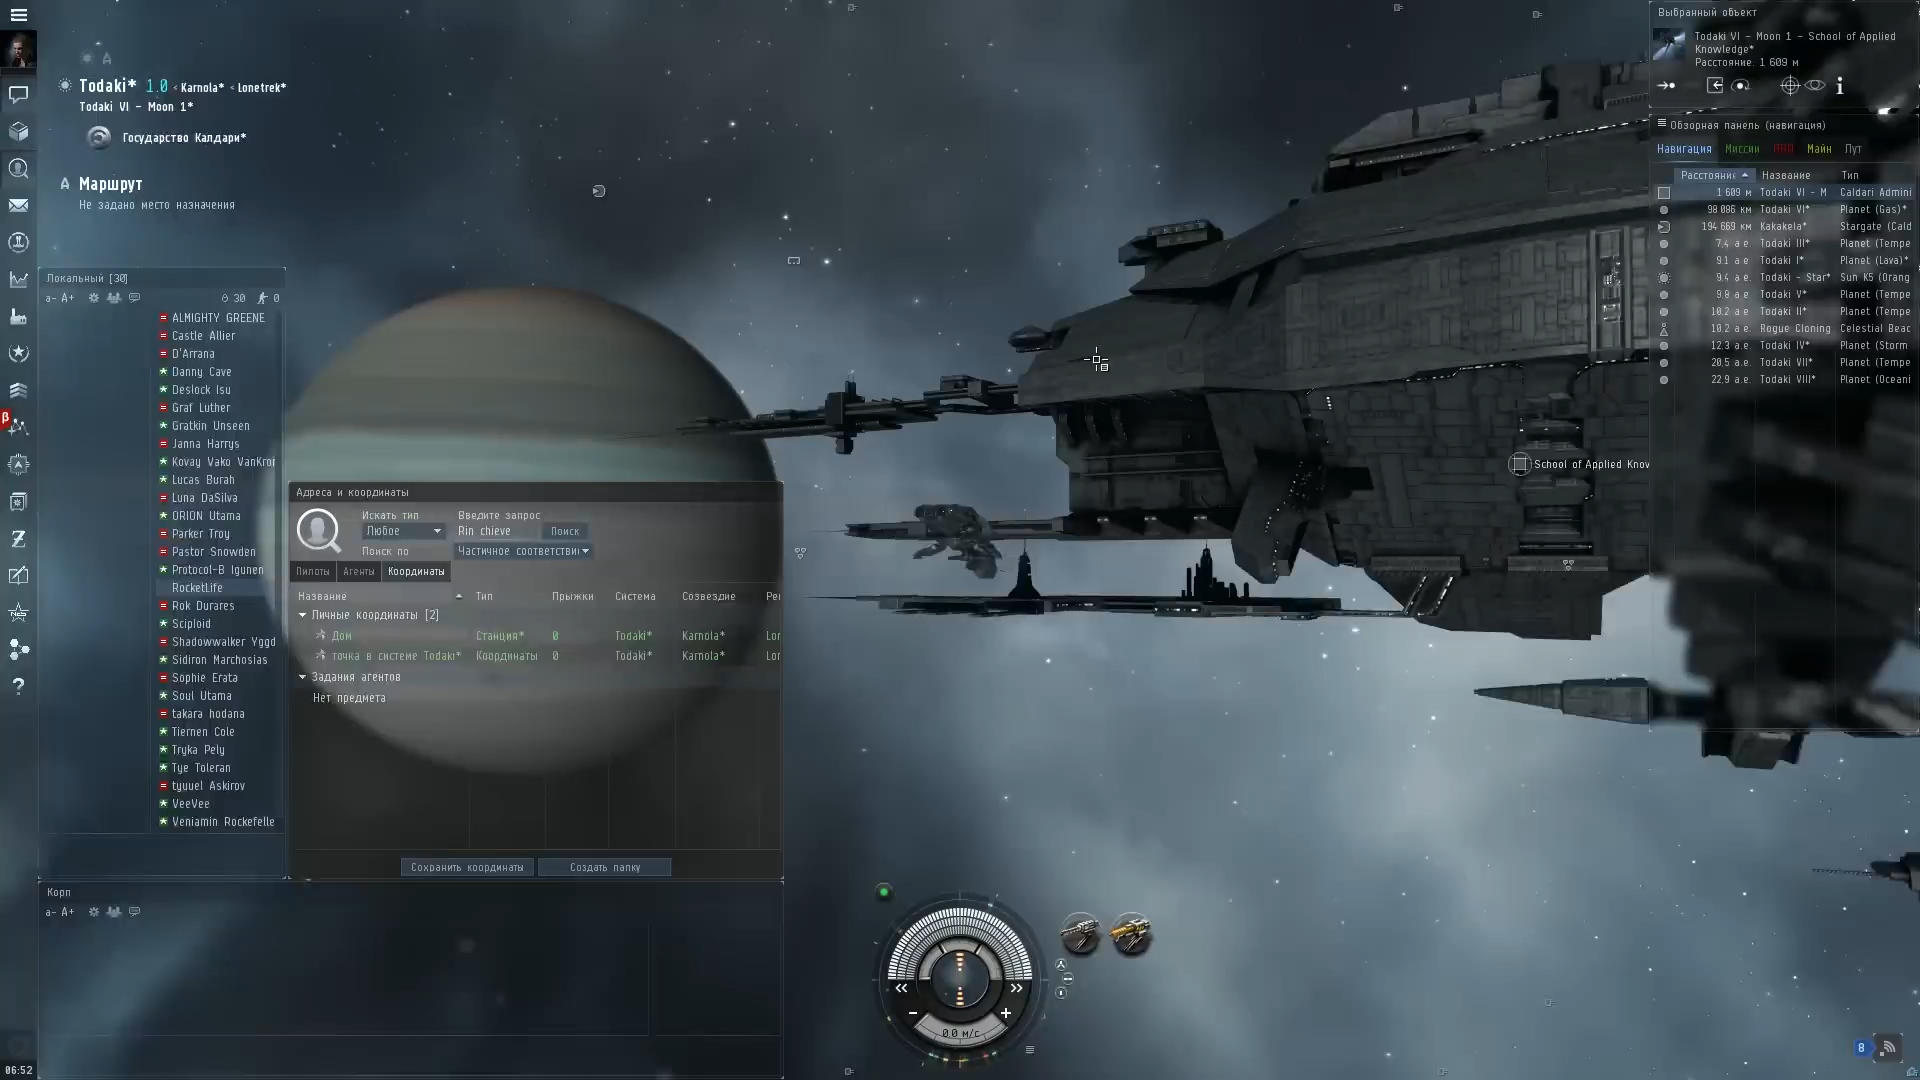 Todaki* 1.0 < Karnola* < Lonetrek*
Todaki VI - Moon 1*
Государство Калдари*
Маршрут
Не задано место назначения
Локальный [30]
a- A+
30
0
ALMIGHTY GREENE
Castle Allier
D'Arrana
Danny Cave
Deslock Isu
Graf Luther
Gratkin Unseen
Janna Harrys
Kovay Vako VanKror
Lucas Burah
Luna DaSilva
ORION Utama
Parker Troy
Pastor Snowden
Protocol-B Igunen
RocketLife
Rok Durares
Sciploid
Shadowwalker Yggd
Sidiron Marchosias
Sophie Erata
Soul Utama
takara hodana
Tiernen Cole
Tryka Pely
Tye Toleran
tyuuel Askirov
VeeVee
Veniamin Rockefelle
Адреса и координаты
Искать тип
Введите запрос
Любое
Rin chieve
Поиск
Поиск по
Частичное соответстви
Пилоты
Агенты
Координаты
Название Тип Прыжки Система Созвездие Ре
Личные координаты [2]
Дом Станция* 0 Todaki* Karnola* Lor
точка в системе Todaki* Координаты 0 Todaki* Karnola* Lor
Задания агентов
Нет предмета
Сохранить координаты
Создать папку
Корп
a- A+
06:52
0.0 м/с
School of Applied Knov
Выбранный объект
Todaki VI - Moon 1 - School of Applied
Knowledge*
Расстояние: 1 609 м
Обзорная панель (навигация)
Навигация Миссии Майн Лут
Расстояние Название Тип
1 609 м Todaki VI - M Caldari Admini
98 086 км Todaki VI* Planet (Gas)*
194 669 км Kakakela* Stargate (Cald
7.4 а.е. Todaki III* Planet (Tempe
9.1 а.е. Todaki I* Planet (Lava)*
9.4 а.е. Todaki - Star* Sun K5 (Orang
9.8 а.е. Todaki V* Planet (Tempe
10.2 а.е. Todaki II* Planet (Tempe
10.2 а.е. Rogue Cloning Celestial Beac
12.3 а.е. Todaki IV* Planet (Storm
20.5 а.е. Todaki VII* Planet (Tempe
22.9 а.е. Todaki VIII* Planet (Oceani
8